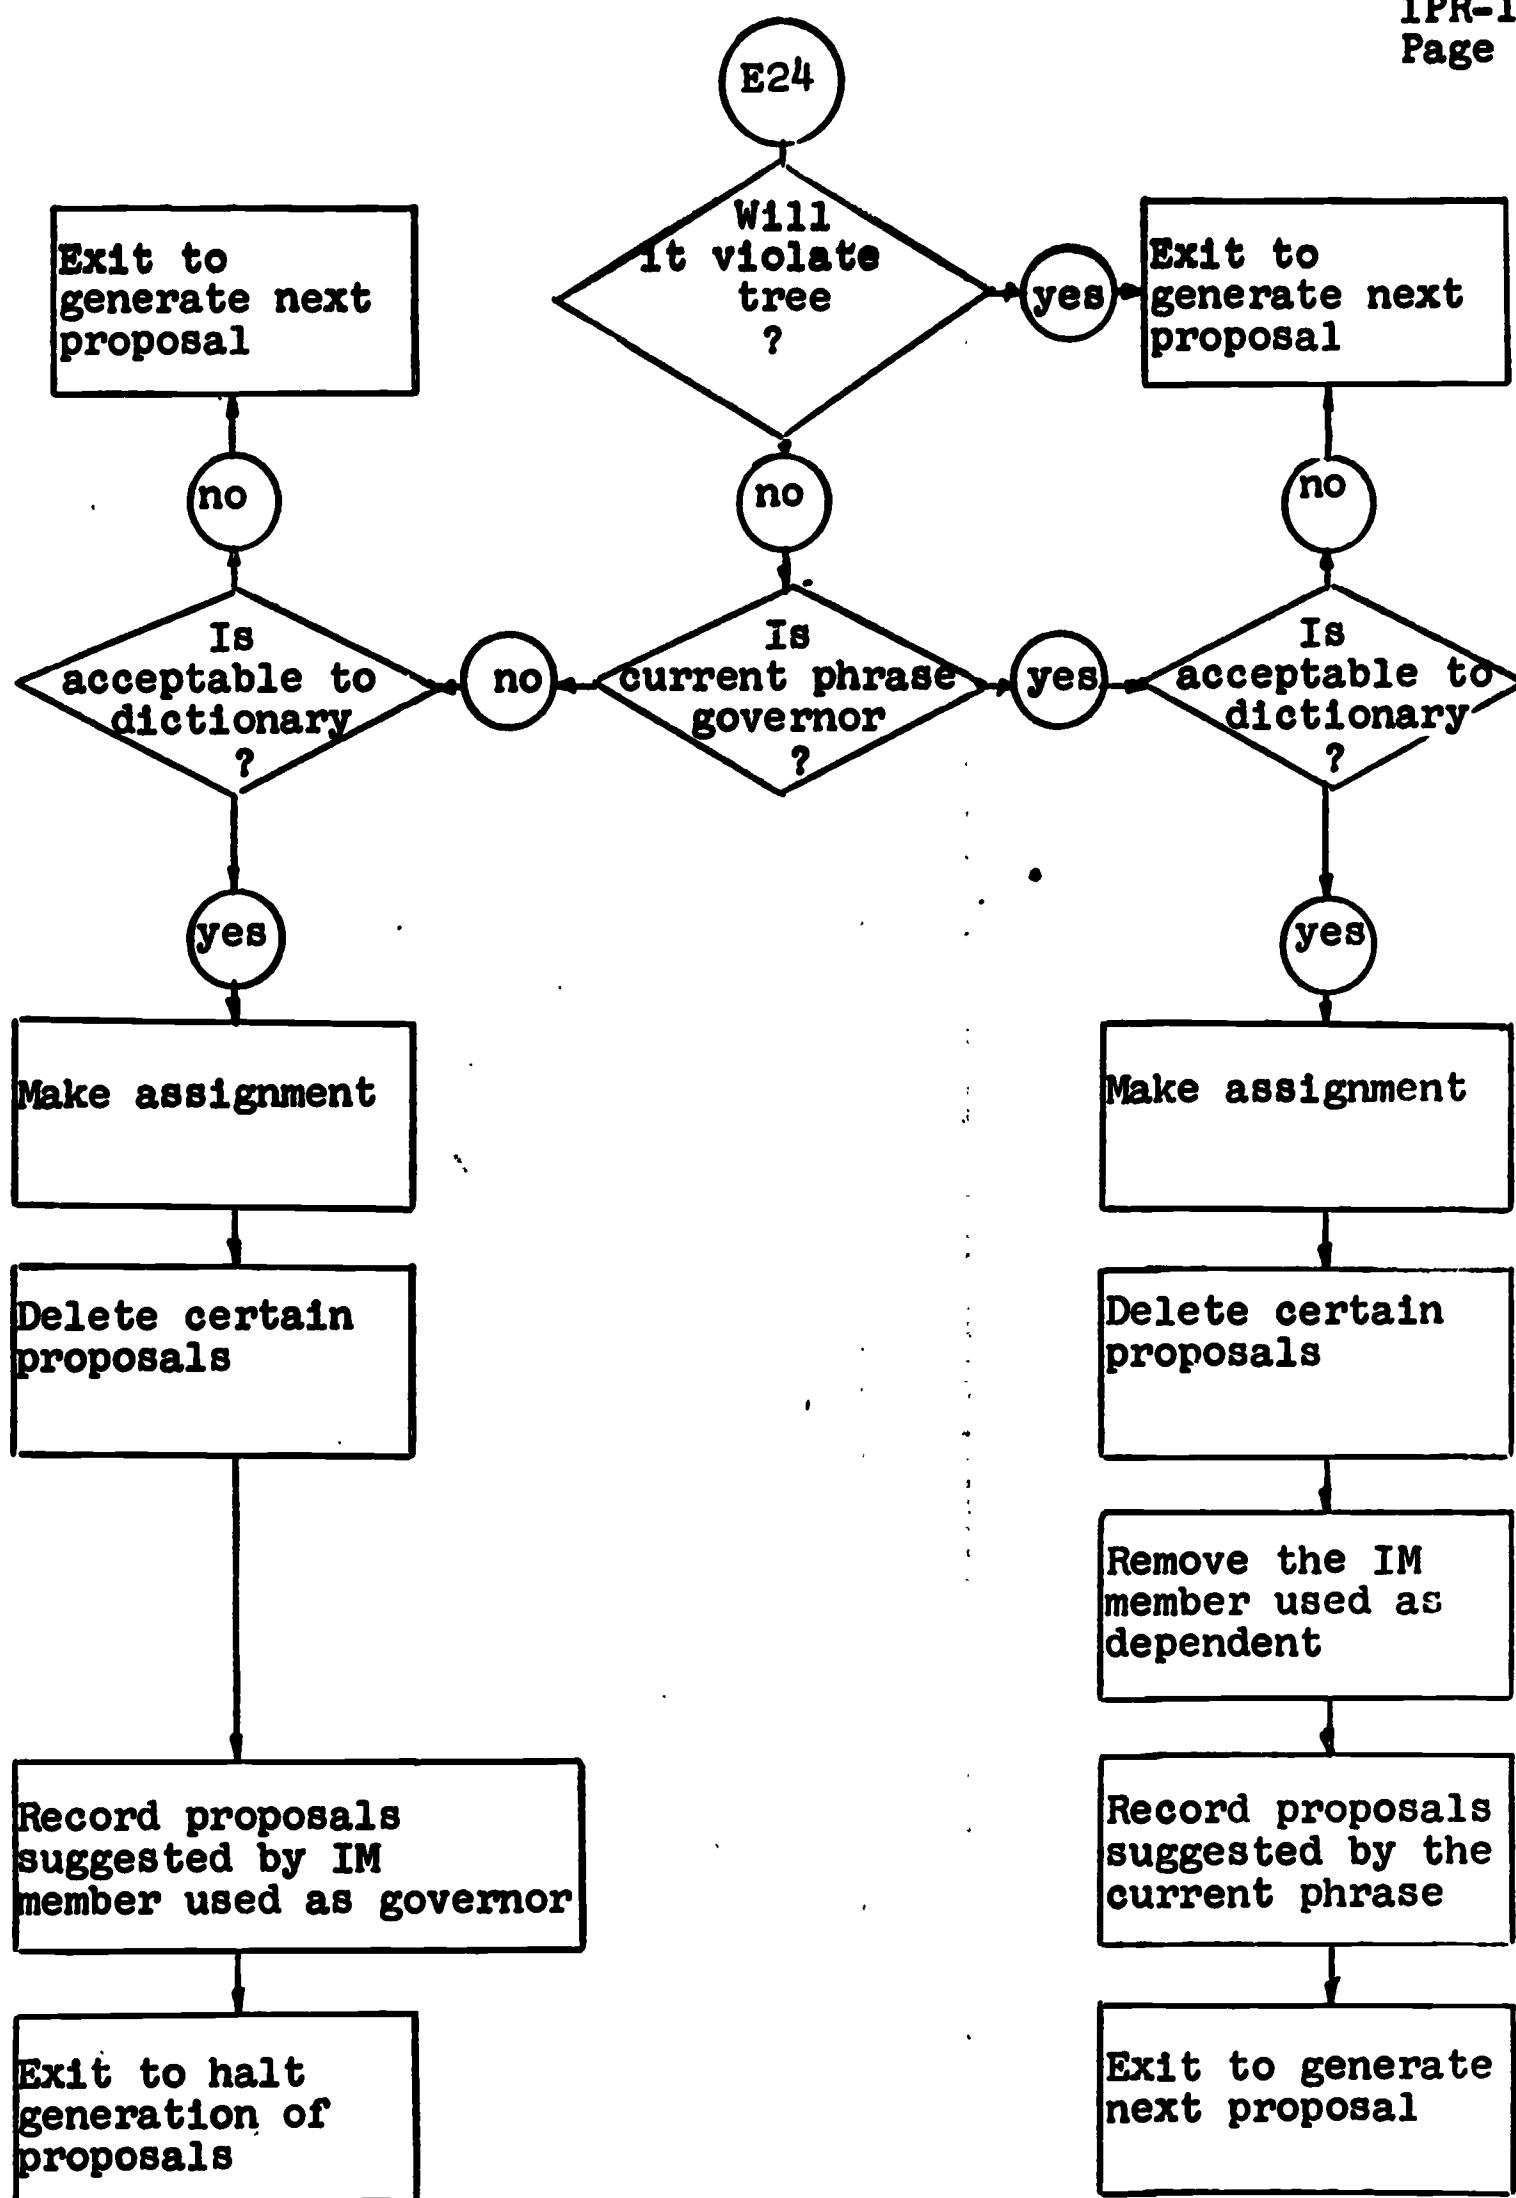 IPR-1
Page
E24
Will
it violate
tree
?
yes
Exit to
generate next
proposal
Exit to
generate next
proposal
no
no
no
Is
acceptable to
dictionary
?
no
Is
current phrase
governor
?
yes
Is
acceptable to
dictionary
?
yes
yes
Make assignment
Make assignment
Delete certain
proposals
Delete certain
proposals
Remove the IM
member used as
dependent
Record proposals
suggested by IM
member used as governor
Record proposals
suggested by the
current phrase
Exit to halt
generation of
proposals
Exit to generate
next proposal